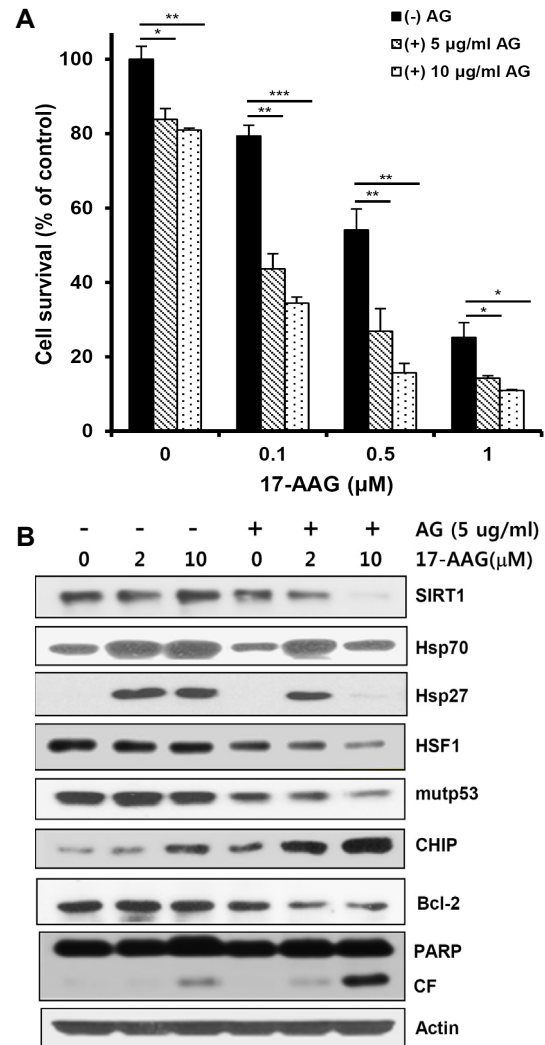 A
(-) AG
(+) 5 µg/ml AG
(+) 10 µg/ml AG
** * *** ** ** ** * *
Cell survival (% of control)
100
80
60
40
20
0
0 0.1 0.5 1
17-AAG (µM)
B
- - - + + + AG (5 ug/ml)
0 2 10 0 2 10 17-AAG(µM)
SIRT1
Hsp70
Hsp27
HSF1
mutp53
CHIP
Bcl-2
PARP
CF
Actin